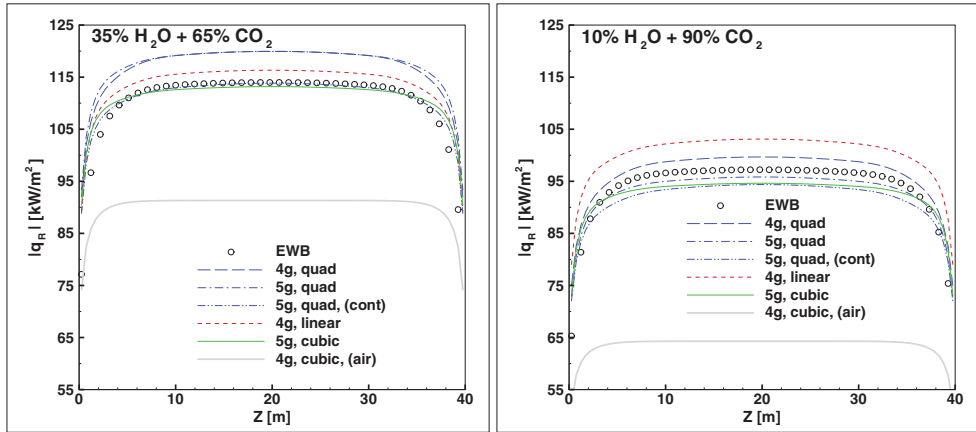 35% H2O + 65% CO2
125
115
105
95
85
75
65
55
|qR| [kW/m2]
EWB
4g, quad
5g, quad
5g, quad, (cont)
4g, linear
5g, cubic
4g, cubic, (air)
0 10 20 30 40
Z [m]
10% H2O + 90% CO2
125
115
105
95
85
75
65
55
|qR| [kW/m2]
EWB
4g, quad
5g, quad
5g, quad, (cont)
4g, linear
5g, cubic
4g, cubic, (air)
0 10 20 30 40
Z [m]